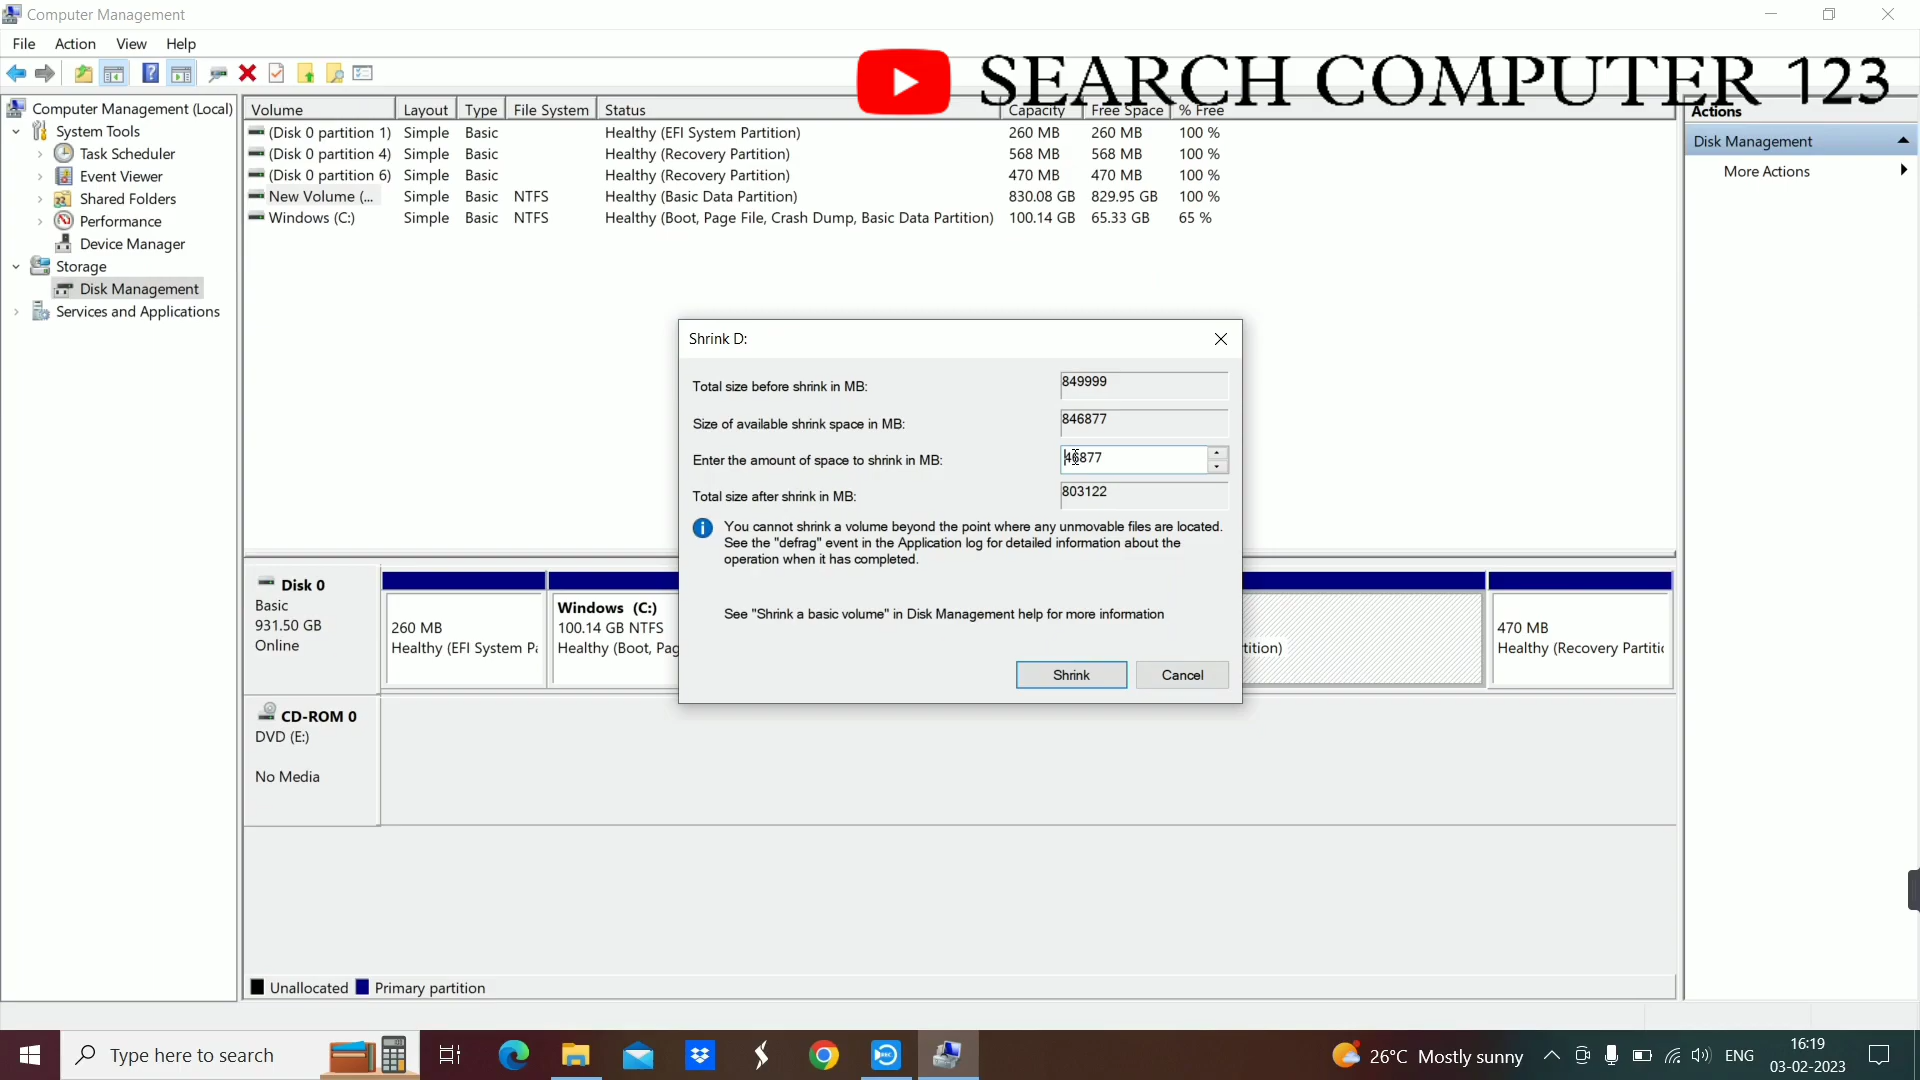 Computer Management
File Action View Help
SEARCH COMPUTER 123
Computer Management (Local)
System Tools
Task Scheduler
Event Viewer
Shared Folders
Performance
Device Manager
Storage
Disk Management
Services and Applications
Volume Layout Type File System Status Capacity Free Space % Free
(Disk 0 partition 1) Simple Basic Healthy (EFI System Partition) 260 MB 260 MB 100 %
(Disk 0 partition 4) Simple Basic Healthy (Recovery Partition) 568 MB 568 MB 100 %
(Disk 0 partition 6) Simple Basic Healthy (Recovery Partition) 470 MB 470 MB 100 %
New Volume (... Simple Basic NTFS Healthy (Basic Data Partition) 830.08 GB 829.95 GB 100 %
Windows (C:) Simple Basic NTFS Healthy (Boot, Page File, Crash Dump, Basic Data Partition) 100.14 GB 65.33 GB 65 %
Actions
Disk Management
More Actions
Shrink D:
Total size before shrink in MB: 849999
Size of available shrink space in MB: 846877
Enter the amount of space to shrink in MB: 46877
Total size after shrink in MB: 803122
You cannot shrink a volume beyond the point where any unmovable files are located.
See the "defrag" event in the Application log for detailed information about the
operation when it has completed.
See "Shrink a basic volume" in Disk Management help for more information
Shrink Cancel
Disk 0
Basic
931.50 GB
Online
260 MB
Healthy (EFI System Pa
Windows (C:)
100.14 GB NTFS
Healthy (Boot, Pag
tition)
470 MB
Healthy (Recovery Partitic
CD-ROM 0
DVD (E:)
No Media
Unallocated Primary partition
Type here to search
REC
26°C Mostly sunny
ENG
16:19
03-02-2023